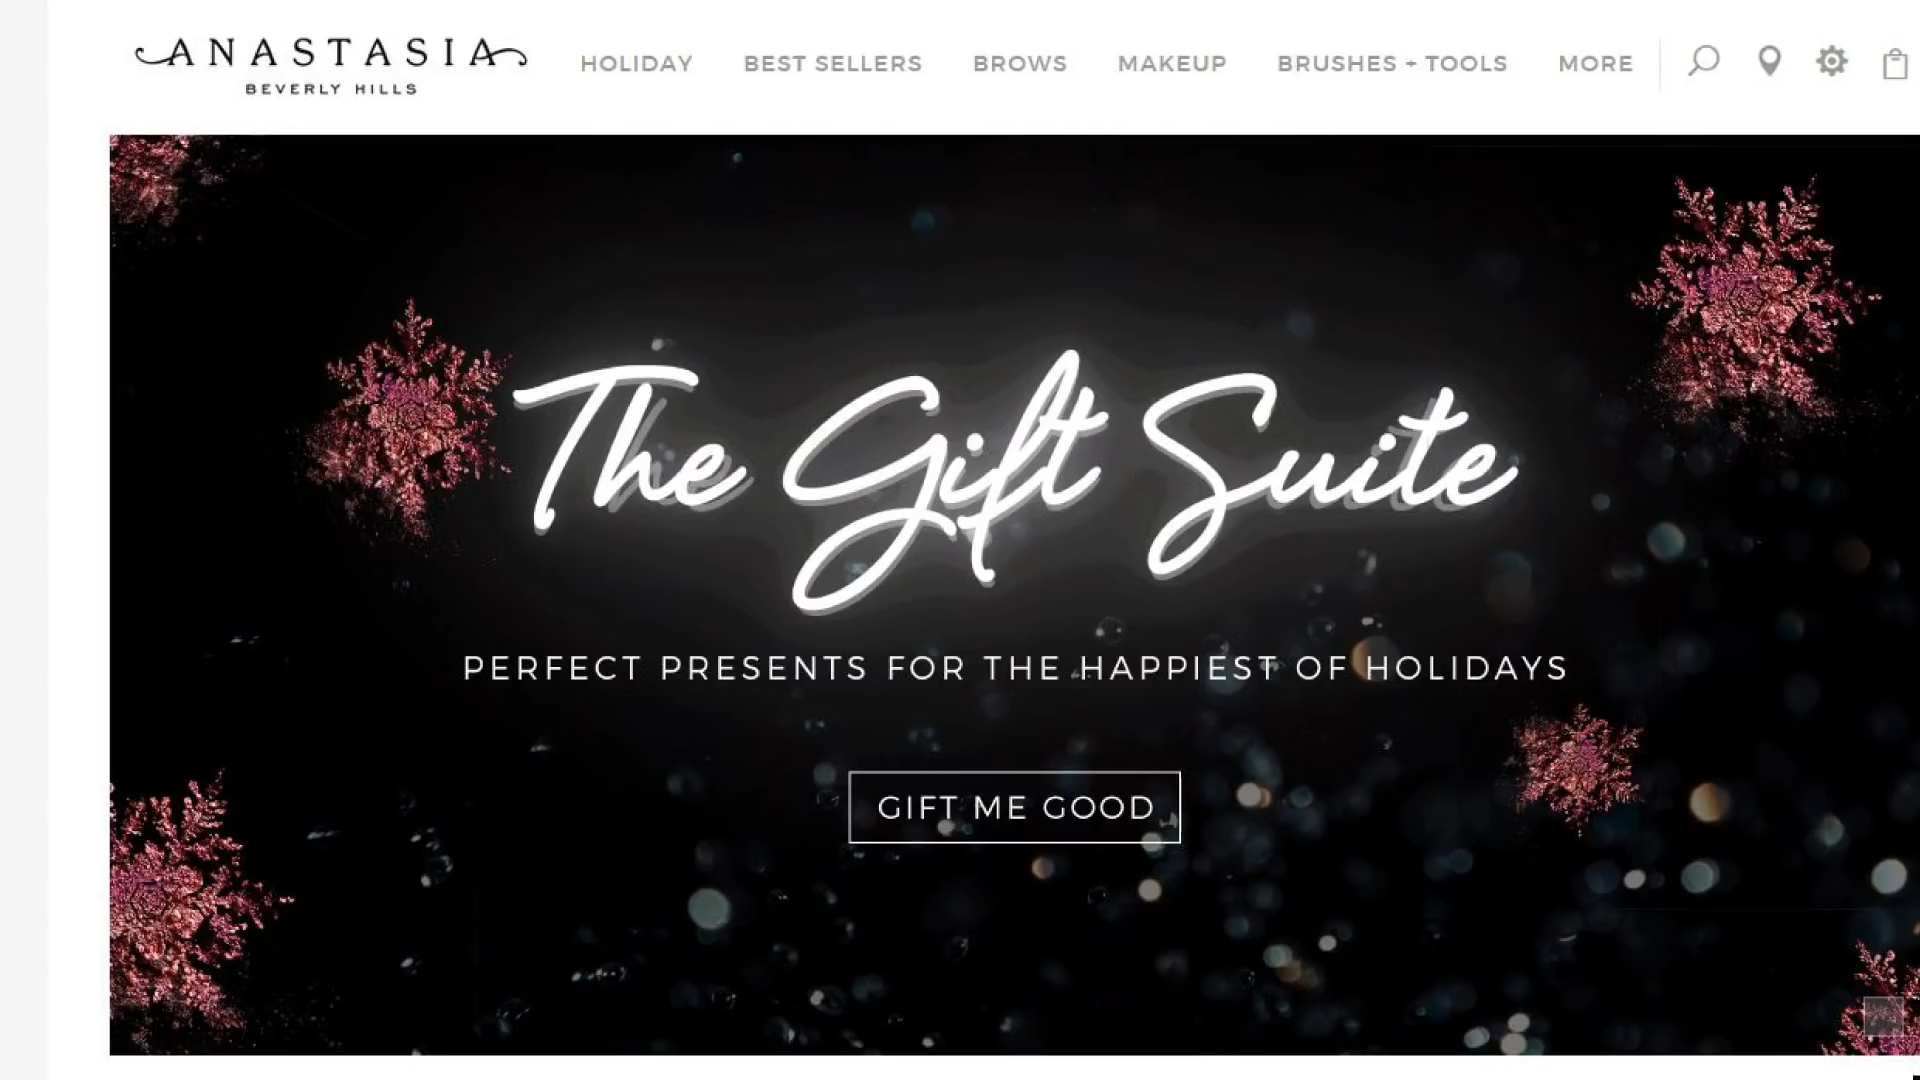 ANASTASIA
BEVERLY HILLS
HOLIDAY BEST SELLERS BROWS MAKEUP BRUSHES + TOOLS MORE
The Gift Suite
PERFECT PRESENTS FOR THE HAPPIEST OF HOLIDAYS
GIFT ME GOOD